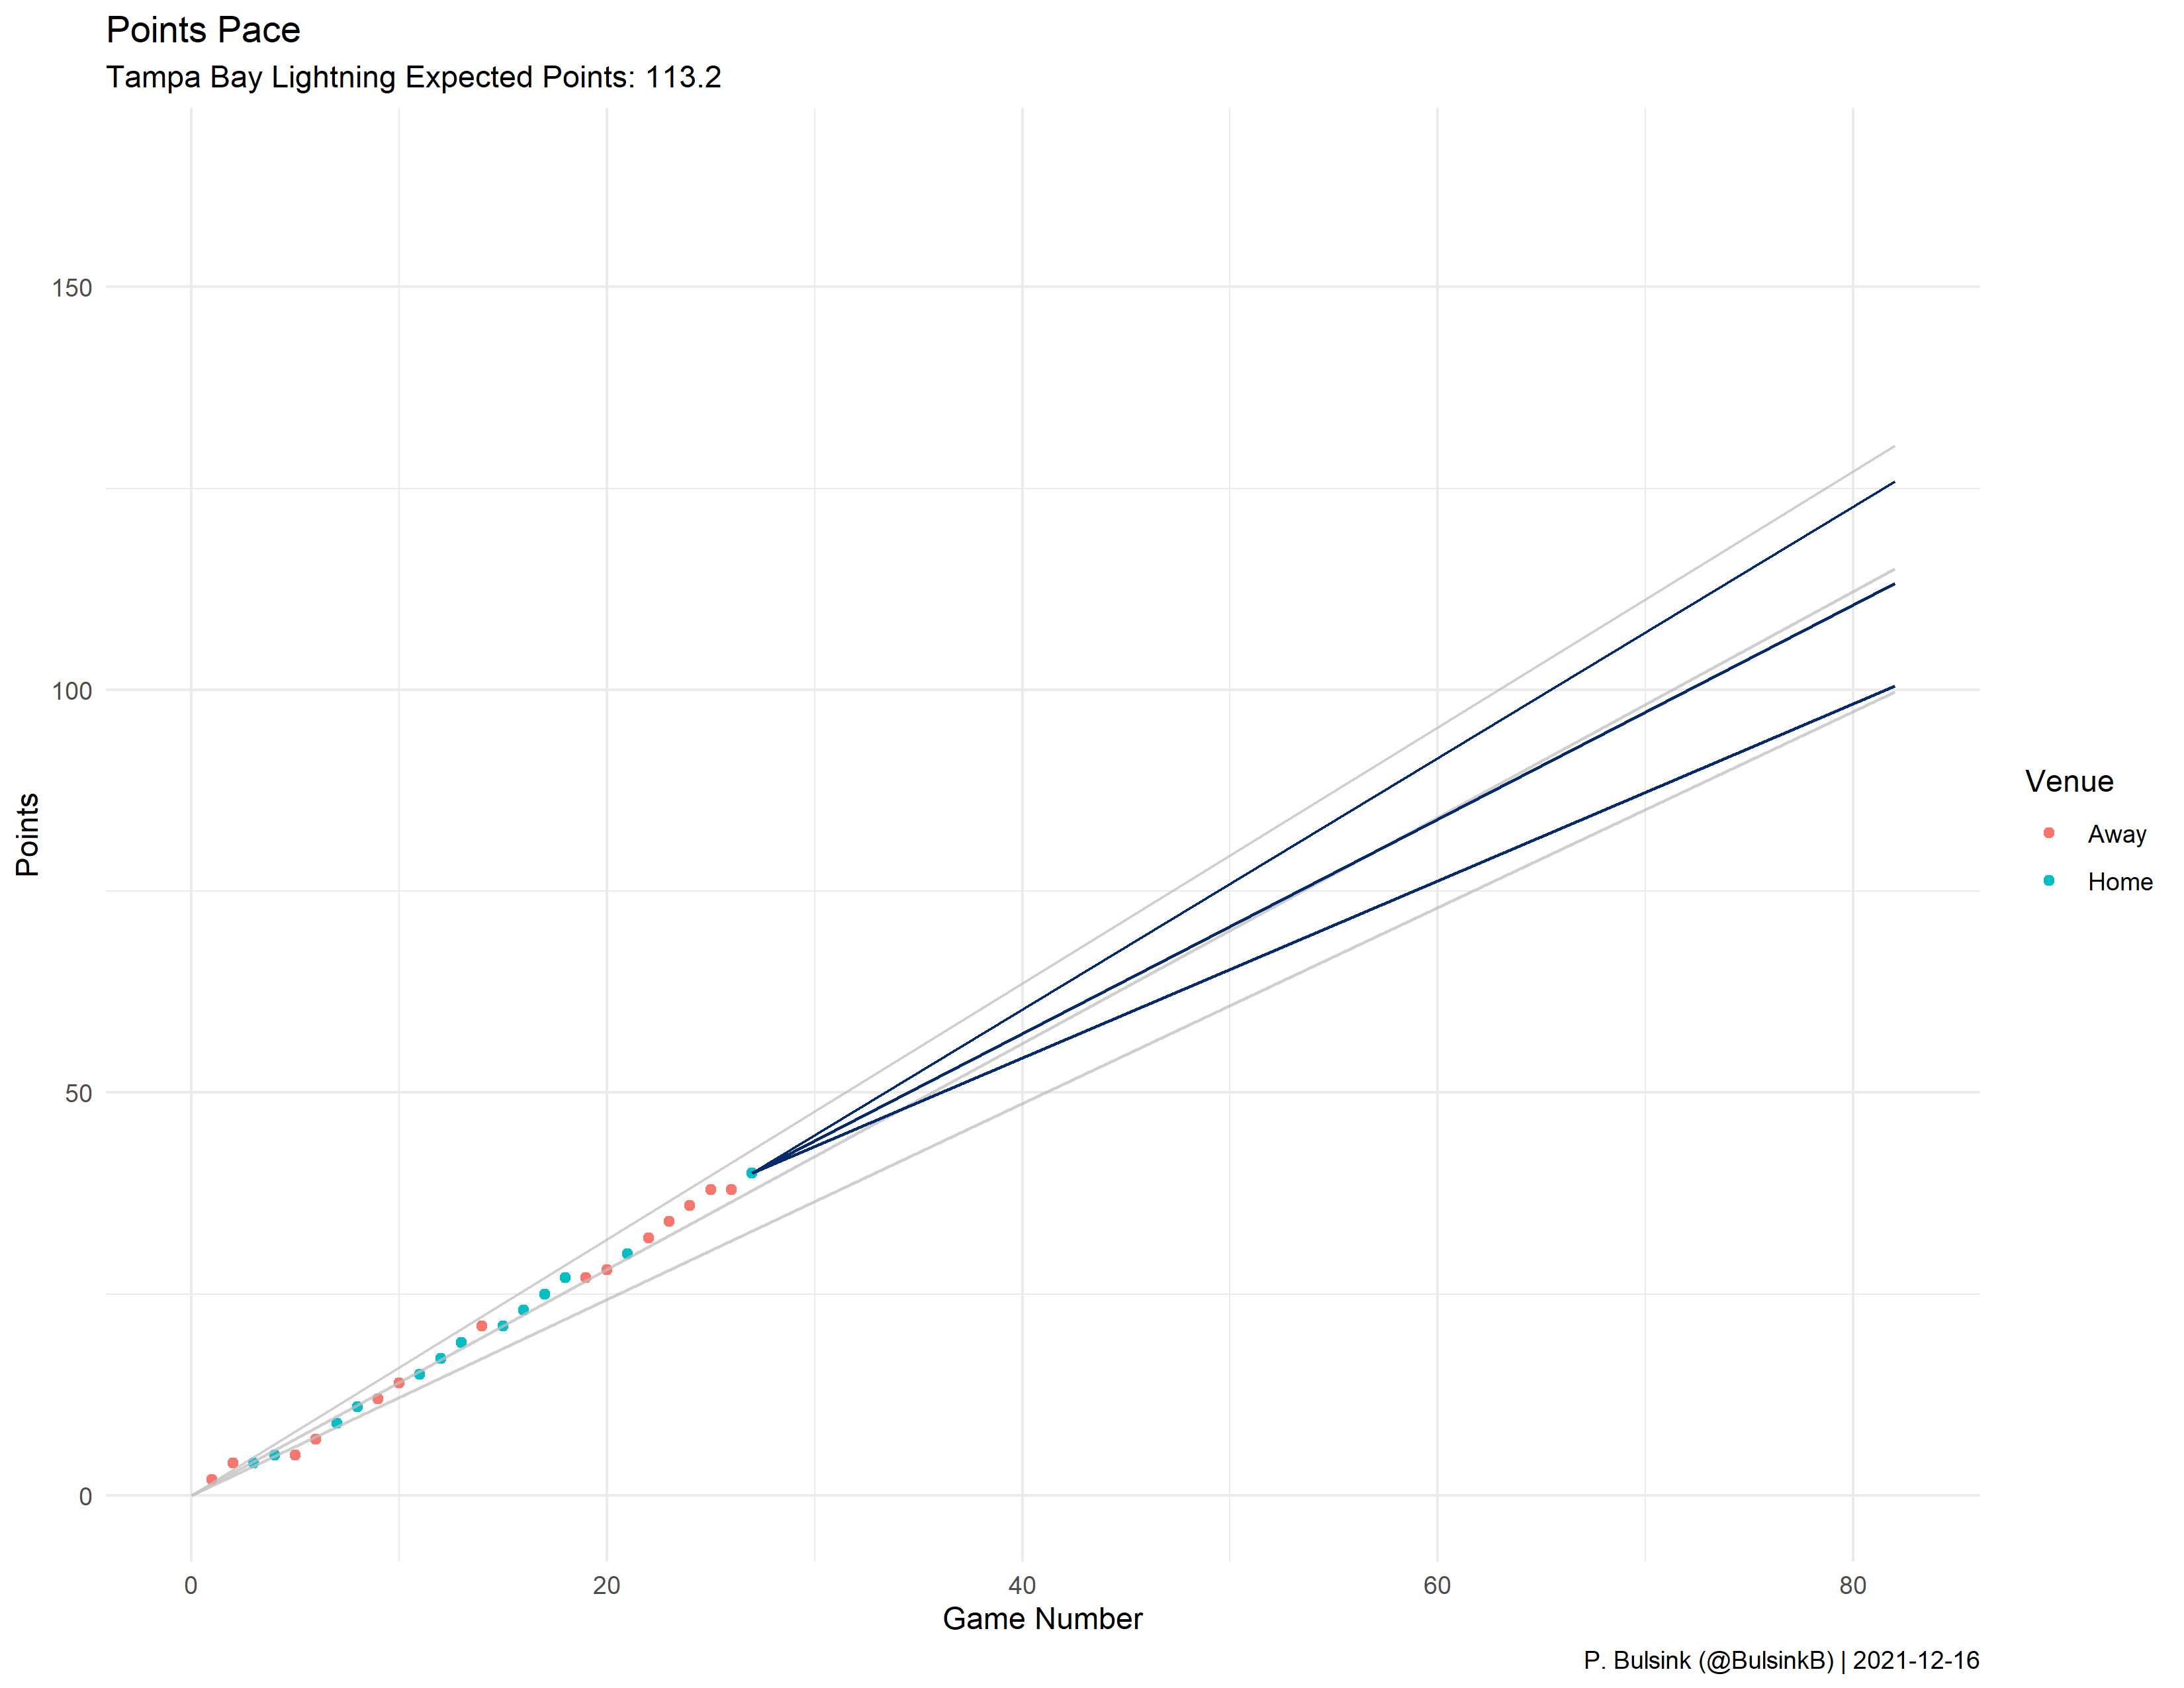 Points Pace
Tampa Bay Lightning Expected Points: 113.2
150
100
50
0
Points
0 20 40 60 80
Game Number
Venue
Away
Home
P. Bulsink (@BulsinkB) | 2021-12-16